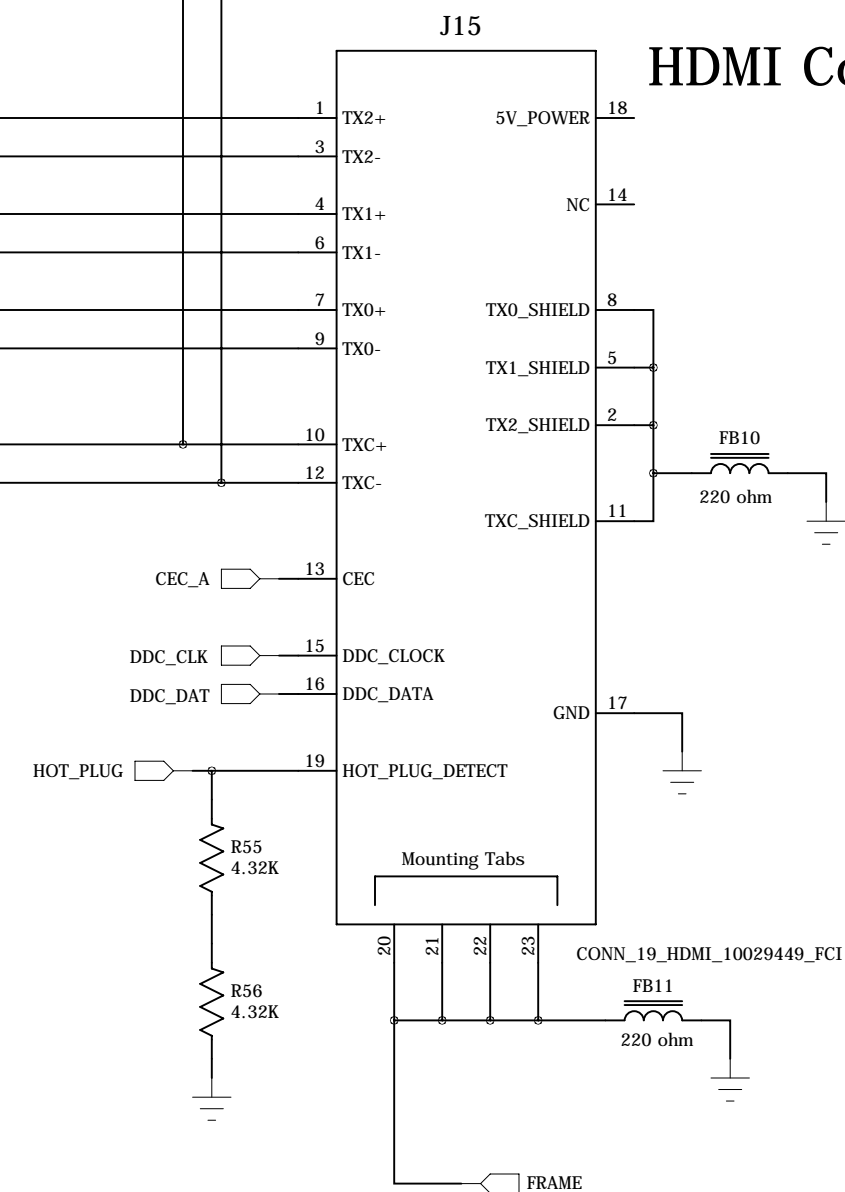 J15
HDMI Co
1 TX2+ 5V_POWER 18
3 TX2-
4 TX1+ NC 14
6 TX1-
7 TX0+ TX0_SHIELD 8
9 TX0-
TX1_SHIELD 5
TX2_SHIELD 2
10 TXC+ FB10
12 TXC- 220 ohm
TXC_SHIELD 11
CEC_A 13 CEC
DDC_CLK 15 DDC_CLOCK
DDC_DAT 16 DDC_DATA
GND 17
HOT_PLUG 19 HOT_PLUG_DETECT
R55
4.32K
Mounting Tabs
20 21 22 23
CONN_19_HDMI_10029449_FCI
R56
4.32K
FB11
220 ohm
FRAME